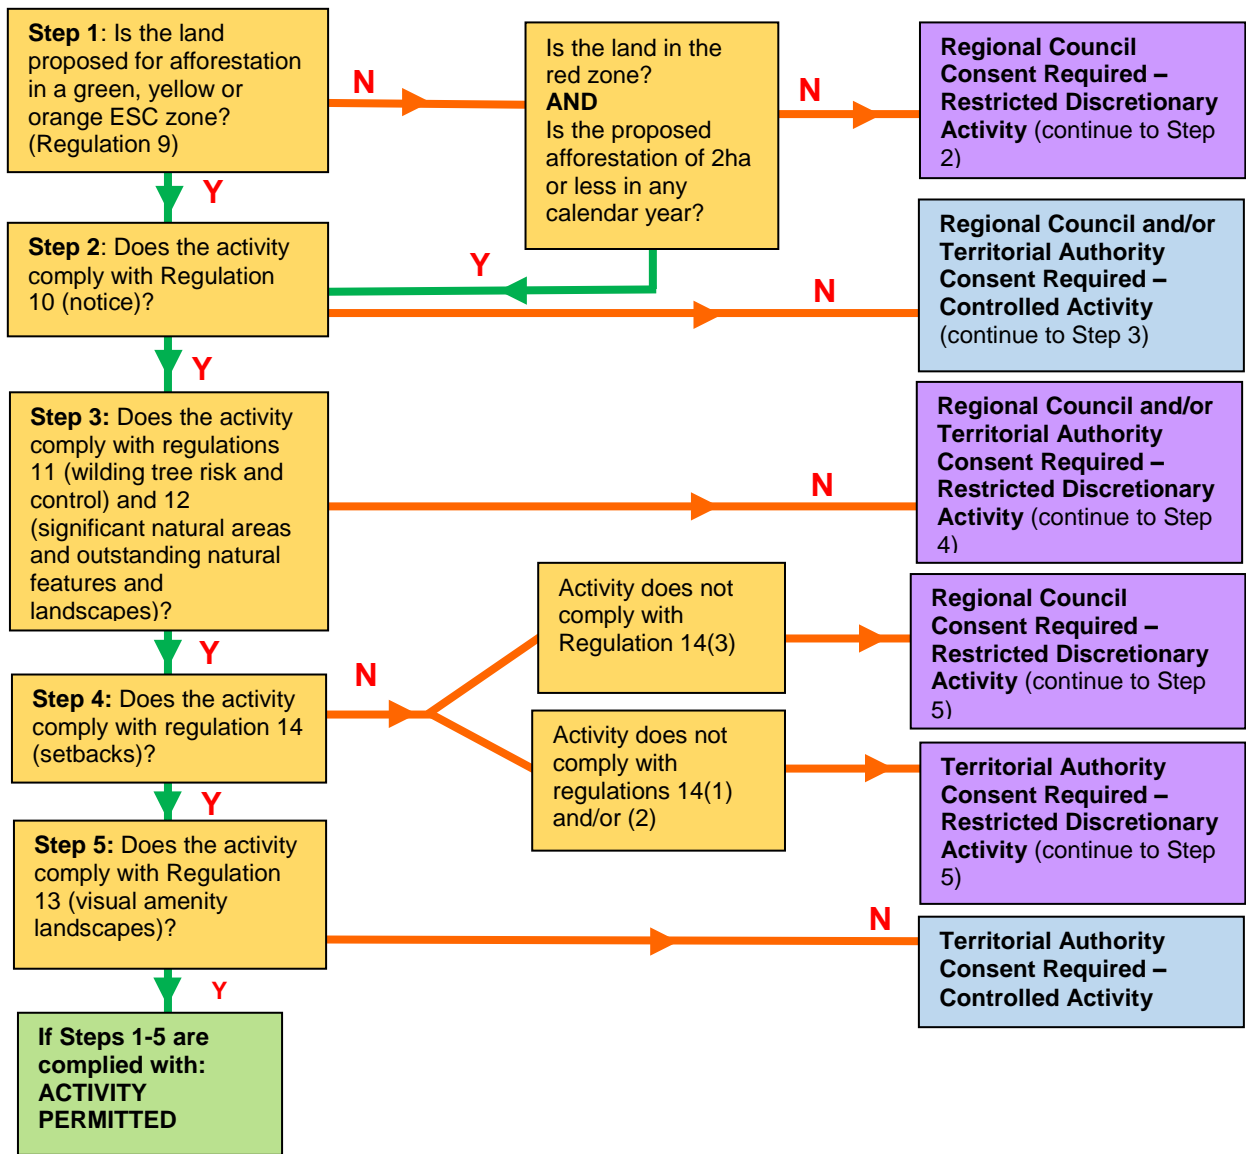 Step 1: Is the land
proposed for afforestation
in a green, yellow or
orange ESC zone?
(Regulation 9)
N
Is the land in the
red zone?
AND
Is the proposed
afforestation of 2ha
or less in any
calendar year?
N
Regional Council
Consent Required –
Restricted Discretionary
Activity (continue to Step
2)
Y
Step 2: Does the activity
comply with Regulation
10 (notice)?
Y
N
Regional Council and/or
Territorial Authority
Consent Required –
Controlled Activity
(continue to Step 3)
Y
Step 3: Does the activity
comply with regulations
11 (wilding tree risk and
control) and 12
(significant natural areas
and outstanding natural
features and
landscapes)?
N
Regional Council and/or
Territorial Authority
Consent Required –
Restricted Discretionary
Activity (continue to Step
4)
Y
Step 4: Does the activity
comply with regulation 14
(setbacks)?
N
Activity does not
comply with
Regulation 14(3)
Regional Council
Consent Required –
Restricted Discretionary
Activity (continue to Step
5)
Activity does not
comply with
regulations 14(1)
and/or (2)
Territorial Authority
Consent Required –
Restricted Discretionary
Activity (continue to Step
5)
Y
Step 5: Does the activity
comply with Regulation
13 (visual amenity
landscapes)?
N
Territorial Authority
Consent Required –
Controlled Activity
Y
If Steps 1-5 are
complied with:
ACTIVITY
PERMITTED